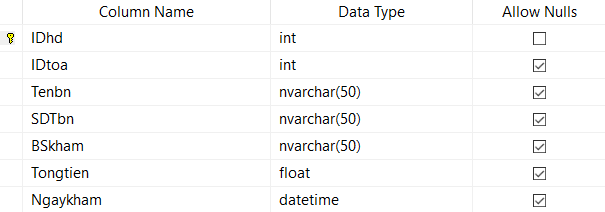 Column Name Data Type Allow Nulls
IDhd int
IDtoa int
Tenbn nvarchar(50)
SDTbn nvarchar(50)
BSkham nvarchar(50)
Tongtien float
Ngaykham datetime